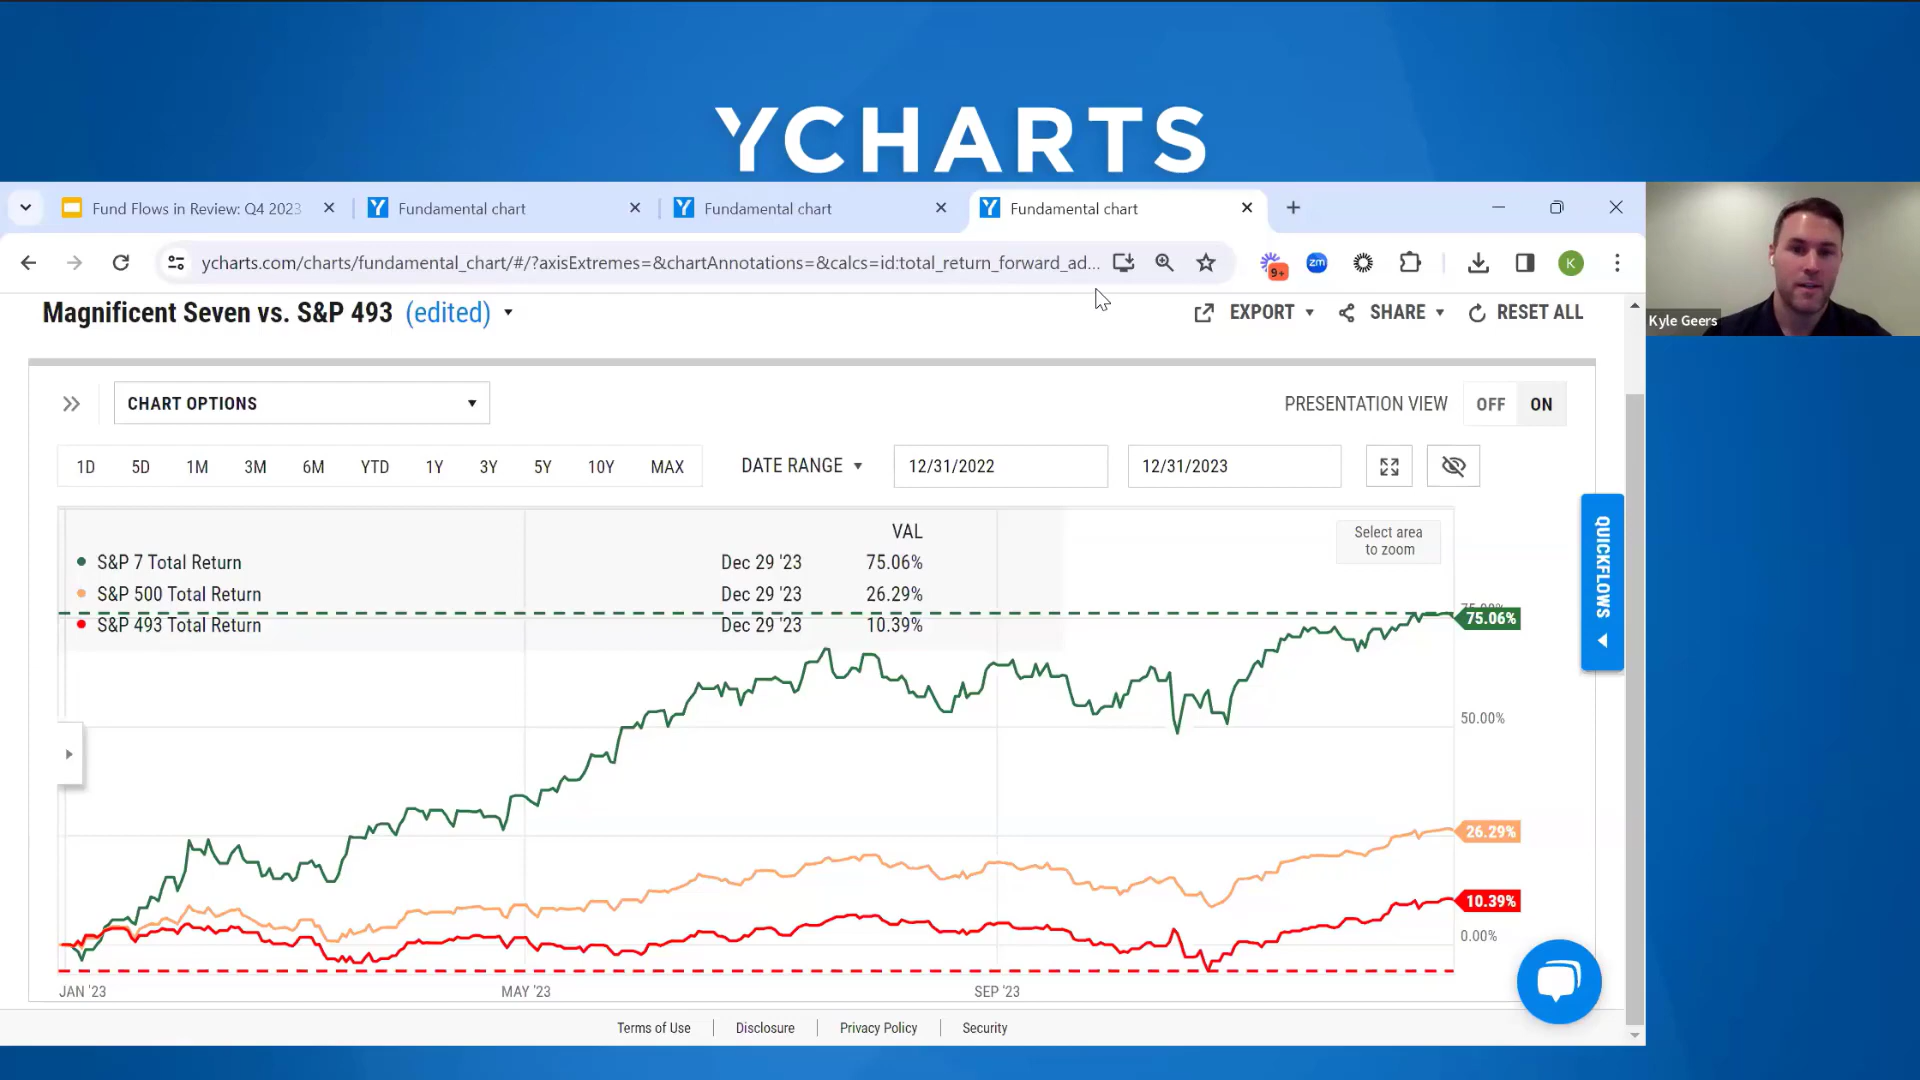 YCHARTS
Fund Flows in Review: Q4 2023
Fundamental chart
Fundamental chart
Fundamental chart
ycharts.com/charts/fundamental_chart/#/?axisExtremes=&chartAnnotations=&calcs=id:total_return_forward_ad...
9+
zm
K
Kyle Geers
Magnificent Seven vs. S&P 493 (edited)
EXPORT
SHARE
RESET ALL
CHART OPTIONS
PRESENTATION VIEW
OFF
ON
1D 5D 1M 3M 6M YTD 1Y 3Y 5Y 10Y MAX
DATE RANGE
12/31/2022
12/31/2023
VAL
S&P 7 Total Return Dec 29 '23 75.06%
S&P 500 Total Return Dec 29 '23 26.29%
S&P 493 Total Return Dec 29 '23 10.39%
Select area
to zoom
QUICKFLOWS
75.00%
75.06%
50.00%
26.29%
10.39%
0.00%
JAN '23
MAY '23
SEP '23
Terms of Use
Disclosure
Privacy Policy
Security